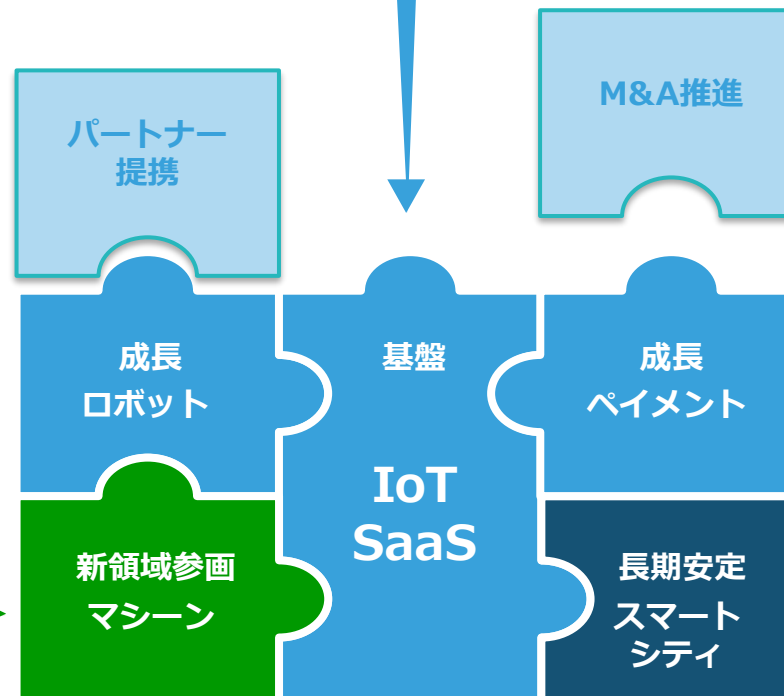 パートナー
提携
M&A推進
成長
ロボット
基盤
IoT
SaaS
成長
ペイメント
新領域参画
マシーン
長期安定
スマート
シティ